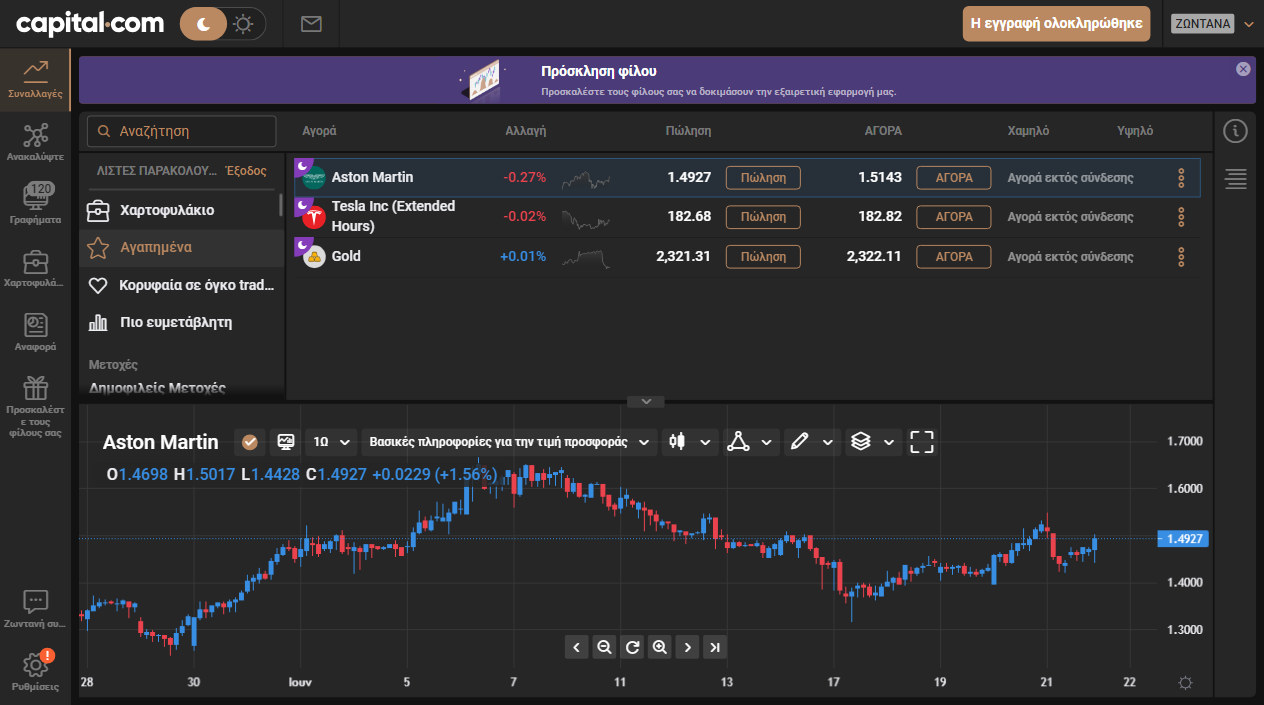 capital.com
Η εγγραφή ολοκληρώθηκε
ΖΩΝΤΑΝΑ
Συναλλαγές
Ανακαλύψτε
120
Γραφήματα
Χαρτοφυλά...
Αναφορά
Προσκαλέστ
ε τους
φίλους σας
Ζωντανή συ...
Ρυθμίσεις
Πρόσκληση φίλου
Προσκαλέστε τους φίλους σας να δοκιμάσουν την εξαιρετική εφαρμογή μας.
Αναζήτηση
ΛΙΣΤΕΣ ΠΑΡΑΚΟΛΟΥ... Έξοδος
Χαρτοφυλάκιο
Αγαπημένα
Κορυφαία σε όγκο trad...
Πιο ευμετάβλητη
Μετοχές
Δημοφιλείς Μετοχές
Αγορά Αλλαγή Πώληση ΑΓΟΡΑ Χαμηλό Υψηλό
Aston Martin -0.27% 1.4927 Πώληση 1.5143 ΑΓΟΡΑ Αγορά εκτός σύνδεσης
Tesla Inc (Extended
Hours) -0.02% 182.68 Πώληση 182.82 ΑΓΟΡΑ Αγορά εκτός σύνδεσης
Gold +0.01% 2,321.31 Πώληση 2,322.11 ΑΓΟΡΑ Αγορά εκτός σύνδεσης
Aston Martin 1Ω Βασικές πληροφορίες για την τιμή προσφοράς
O1.4698 H1.5017 L1.4428 C1.4927 +0.0229 (+1.56%)
1.7000
1.6000
1.4927
1.4000
1.3000
28 30 Ιουν 5 7 11 13 17 19 21 22